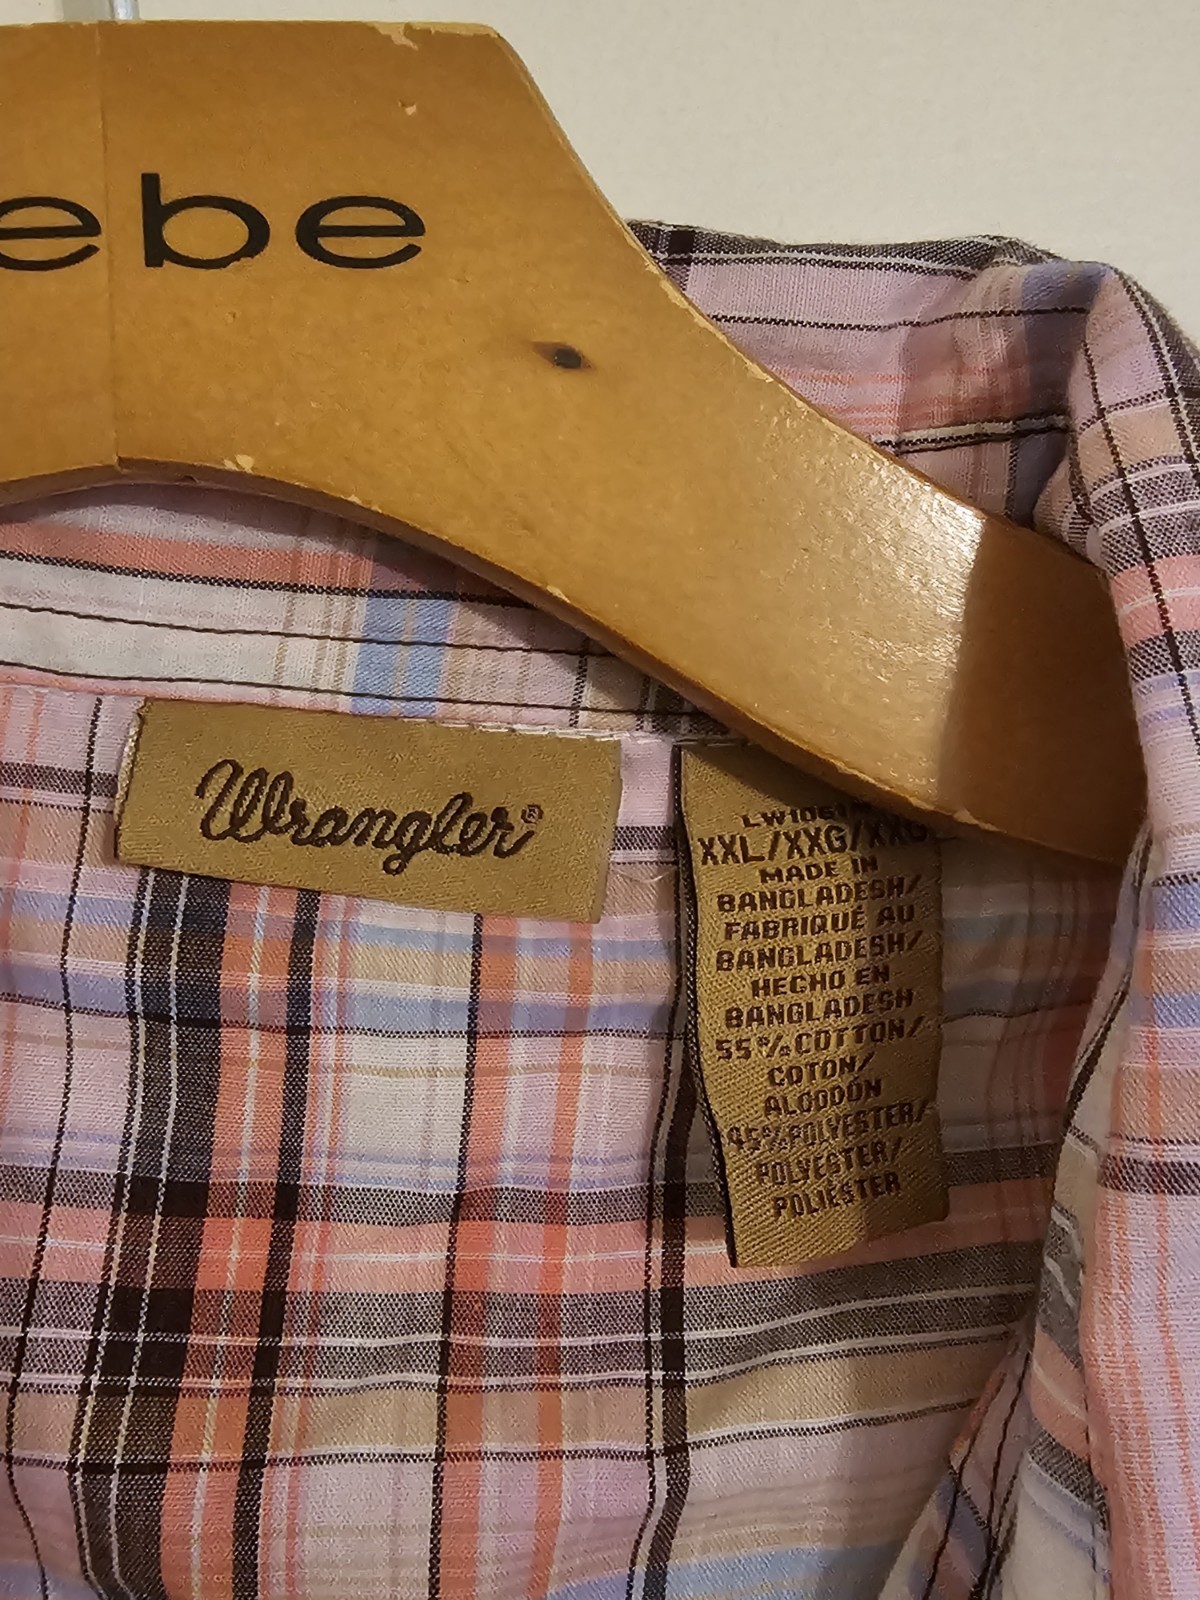 ebe
Wrangler®
XXL/XXG/XXG
MADE IN
BANGLADESH/
FABRIQUÉ AU
BANGLADESH/
HECHO EN
BANGLADESH
55% COTTON/
COTON/
ALGODÓN
45% POLYESTER/
POLYESTER/
POLIÉSTER